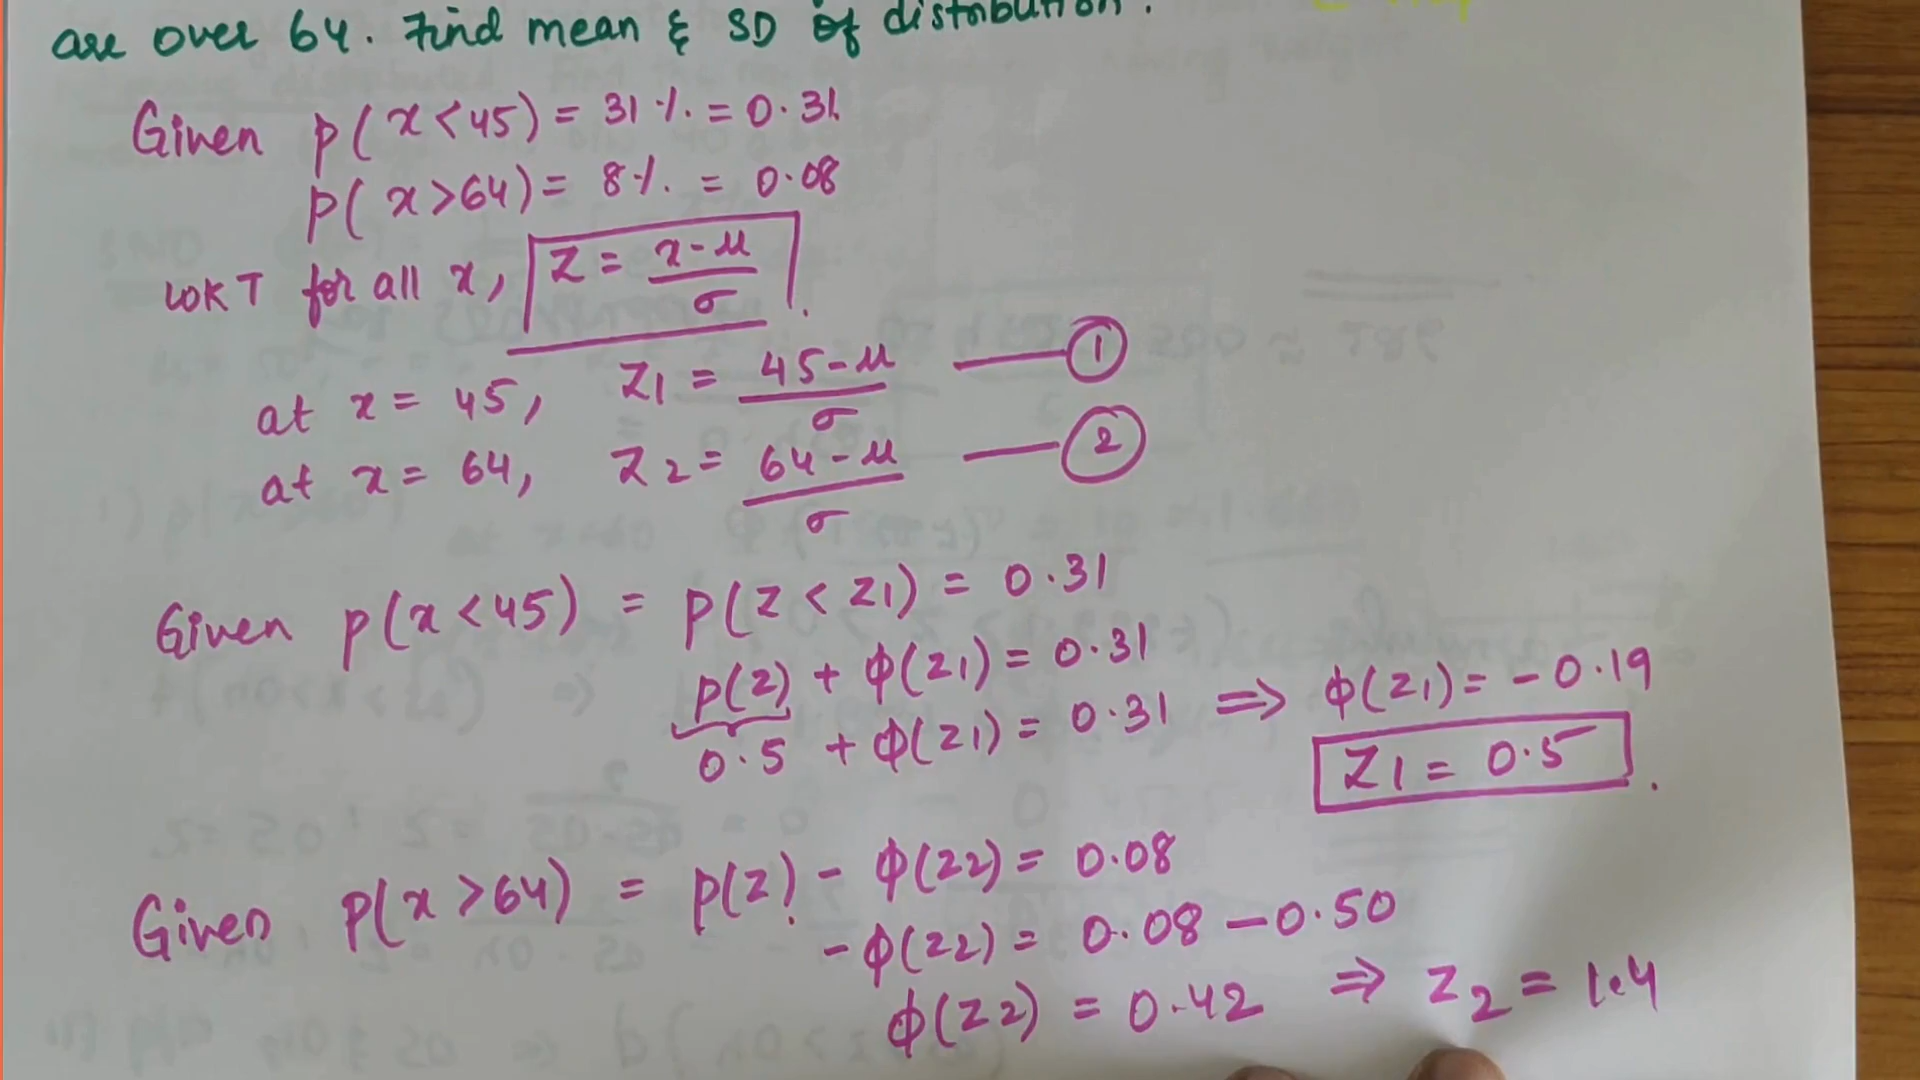 are over 64. Find mean & SD of distribution.
Given p(x<45) = 31 %. = 0.31
p(x>64) = 8%. = 0.08
WKT for all x, Z = x-μ / σ .
at x = 45, Z1 = 45-μ / σ — 1
at x = 64, Z2 = 64-μ / σ — 2
Given p(x<45) = p(z<z1) = 0.31
p(z) + φ(z1) = 0.31
0.5 + φ(z1) = 0.31 ⇒ φ(z1) = -0.19
Z1 = 0.5 .
Given p(x>64) = p(z) - φ(z2) = 0.08
-φ(z2) = 0.08 - 0.50
φ(z2) = 0.42 ⇒ z2 = 1.4